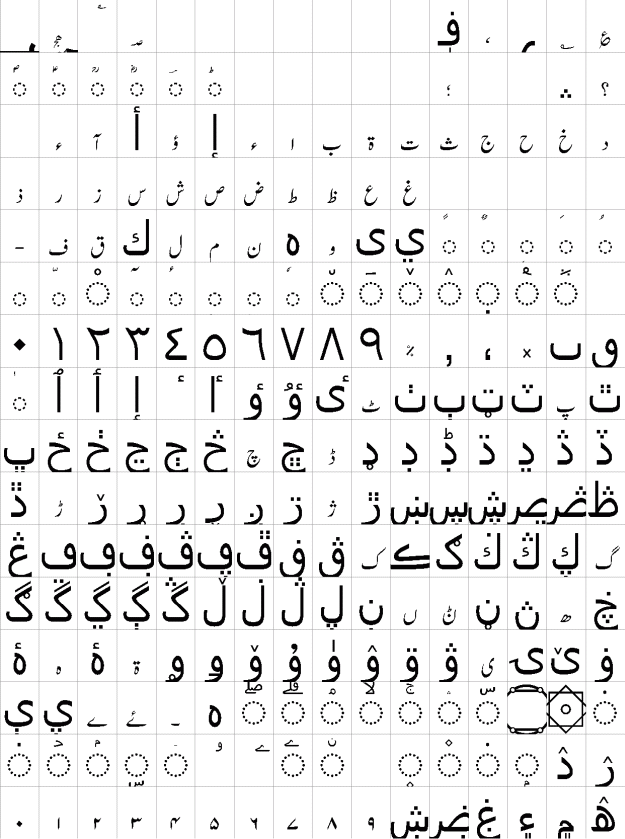 ؋ ، ؍ ؎ ؏
؛ ؞ ؟
ء آ أ ؤ إ ئ ا ب ة ت ث ج ح خ د
ذ ر ز س ش ص ض ط ظ ع غ
ـ ف ق ك ل م ن ه و ى ي ◌ً ◌ٌ ◌ٍ ◌َ ◌ُ
◌ِ ◌ّ ◌ْ ◌ٓ ◌ٔ ◌ٕ ◌ٖ ◌ٗ ◌٘ ◌ٙ ◌ٚ ◌ٛ ◌ٜ ◌ٝ ◌ٞ
٠ ١ ٢ ٣ ٤ ٥ ٦ ٧ ٨ ٩ ٪ ٫ ٬ ٭ ٮ ٯ
◌ٰ ٱ ٲ ٳ ٴ ٵ ٶ ٷ ٸ ٹ ٺ ٻ ټ ٽ پ ٿ
ڀ ځ ڂ ڃ ڄ څ چ ڇ ڈ ډ ڊ ڋ ڌ ڍ ڎ ڏ
ڐ ڑ ڒ ړ ڔ ڕ ږ ڗ ژ ڙ ښ ڛ ڜ ڝ ڞ ڟ
ڠ ڡ ڢ ڣ ڤ ڥ ڦ ڧ ڨ ک ڪ ګ ڬ ڭ ڮ گ
ڰ ڱ ڲ ڳ ڴ ڵ ڶ ڷ ڸ ڹ ں ڻ ڼ ڽ ھ ڿ
ۀ ہ ۂ ۃ ۄ ۅ ۆ ۇ ۈ ۉ ۊ ۋ ی ۍ ێ ۏ
ې ۑ ے ۓ ۔ ە ◌ۖ ◌ۗ ◌ۘ ◌ۙ ◌ۚ ◌ۛ ◌ۜ ۝ ۞ ◌۟
◌۠ ◌ۡ ◌ۢ ◌ۣ ◌ۤ ۥ ۦ ◌ۧ ◌ۨ ◌۪ ◌۫ ◌۬ ◌ۭ ۮ ۯ
۰ ۱ ۲ ۳ ۴ ۵ ۶ ۷ ۸ ۹ ۺ ۻ ۼ ۽ ۾ ۿ